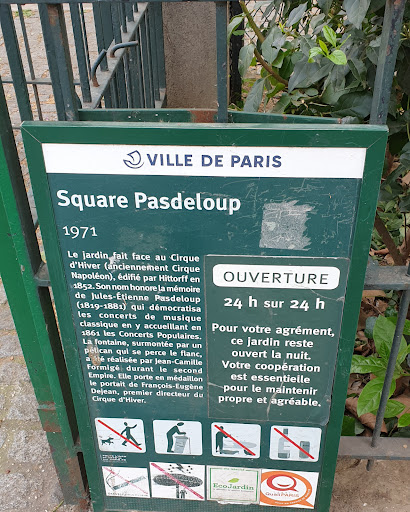 VILLE DE PARIS
Square Pasdeloup
1971
Le jardin fait face au Cirque
d'Hiver (anciennement Cirque
Napoléon), édifié par Hittorff en
1852. Son nom honore la mémoire
de Jules-Étienne Pasdeloup
(1819-1881) qui démocratisa
les concerts de musique
classique en y accueillant en
1861 les Concerts Populaires.
La fontaine, surmontée par un
pélican qui se perce le flanc,
a été réalisée par Jean-Camille
Formigé durant le second
Empire. Elle porte en médaillon
le portait de François-Eugène
Dejean, premier directeur du
Cirque d'Hiver.
OUVERTURE
24 h sur 24 h
Pour votre agrément,
ce jardin reste
ouvert la nuit.
Votre coopération
est essentielle
pour le maintenir
propre et agréable.
EcoJardin
QualiPARIS